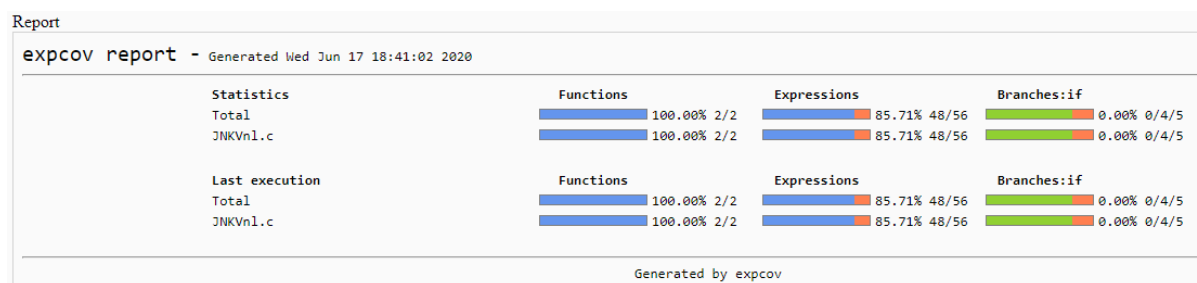 Report
expcov report - Generated Wed Jun 17 18:41:02 2020
Statistics Functions Expressions Branches:if
Total 100.00% 2/2 85.71% 48/56 0.00% 0/4/5
JNKVnl.c 100.00% 2/2 85.71% 48/56 0.00% 0/4/5
Last execution Functions Expressions Branches:if
Total 100.00% 2/2 85.71% 48/56 0.00% 0/4/5
JNKVnl.c 100.00% 2/2 85.71% 48/56 0.00% 0/4/5
Generated by expcov